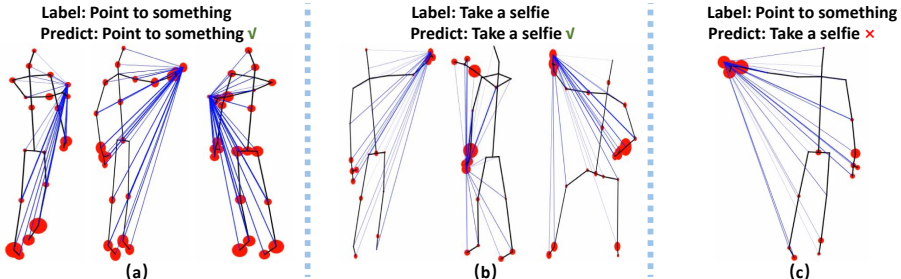 Label: Point to something
Predict: Point to something √
Label: Take a selfie
Predict: Take a selfie √
Label: Point to something
Predict: Take a selfie ×
(a)
(b)
(c)